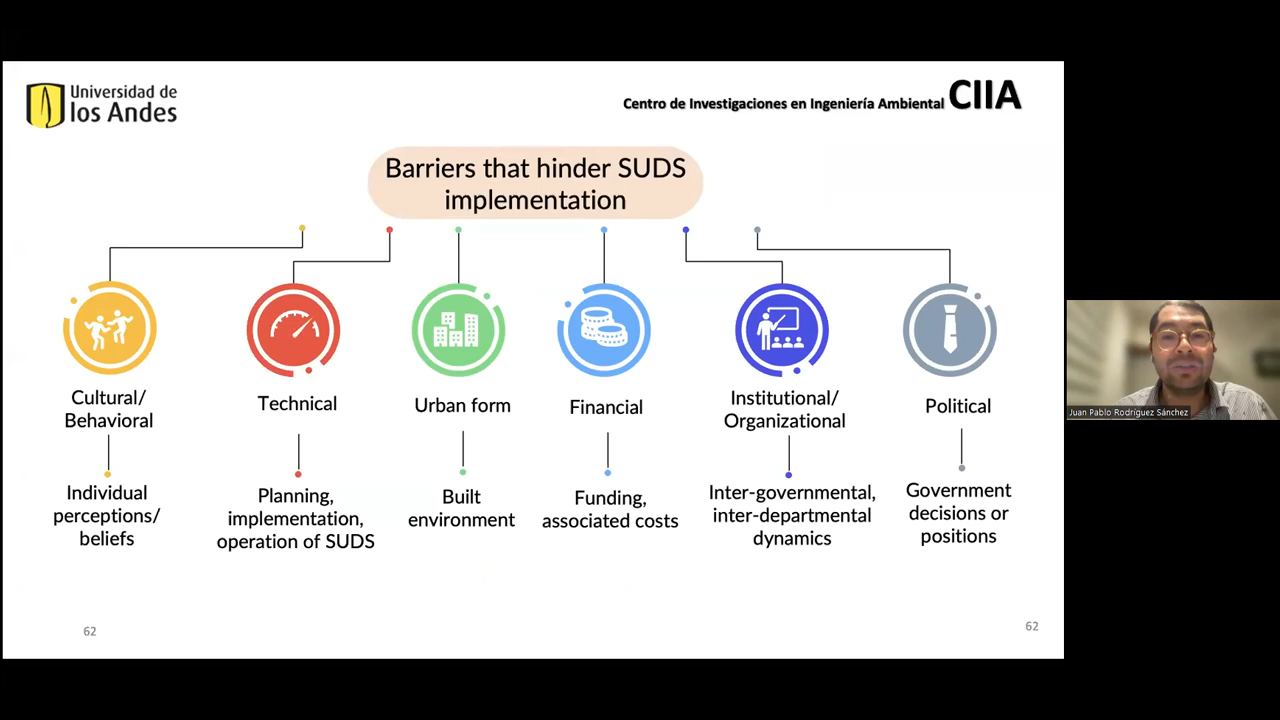 Universidad de
los Andes
Centro de Investigaciones en Ingeniería Ambiental CIIA
Barriers that hinder SUDS
implementation
Cultural/
Behavioral
Technical
Urban form
Financial
Institutional/
Organizational
Political
Individual
perceptions/
beliefs
Planning,
implementation,
operation of SUDS
Built
environment
Funding,
associated costs
Inter-governmental,
inter-departmental
dynamics
Government
decisions or
positions
62
62
Juan Pablo Rodríguez Sánchez